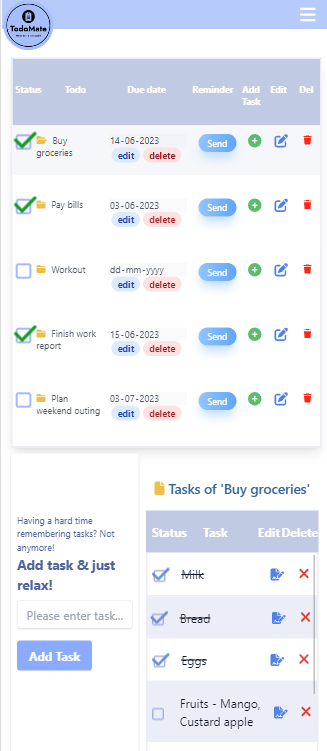 TodoMate
Status Todo Due date Reminder Add Task Edit Del
Buy groceries 14-06-2023 edit delete Send
Pay bills 03-06-2023 edit delete Send
Workout dd-mm-yyyy edit delete Send
Finish work report 15-06-2023 edit delete Send
Plan weekend outing 03-07-2023 edit delete Send
Having a hard time
remembering tasks? Not
anymore!
Add task & just
relax!
Please enter task...
Add Task
Tasks of 'Buy groceries'
Status Task Edit Delete
Milk
Bread
Eggs
Fruits - Mango,
Custard apple